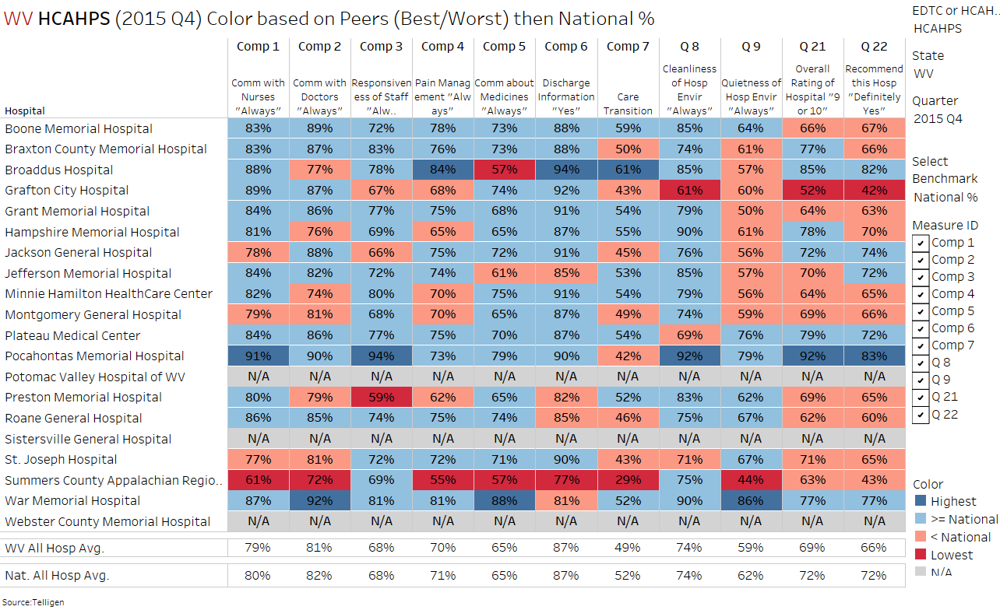 WV HCAHPS (2015 Q4) Color based on Peers (Best/Worst) then National %
Comp 1 Comp 2 Comp 3 Comp 4 Comp 5 Comp 6 Comp 7 Q 8 Q 9 Q 21 Q 22
Hospital Comm with Nurses "Always" Comm with Doctors "Always" Responsiveness of Staff "Alw.. Pain Management "Always" Comm about Medicines "Always" Discharge Information "Yes" Care Transition Cleanliness of Hosp Envir "Always" Quietness of Hosp Envir "Always" Overall Rating of Hospital "9 or 10" Recommend this Hosp "Definitely Yes"
Boone Memorial Hospital 83% 89% 72% 78% 73% 88% 59% 85% 64% 66% 67%
Braxton County Memorial Hospital 83% 87% 83% 76% 73% 88% 50% 74% 61% 77% 66%
Broaddus Hospital 88% 77% 78% 84% 57% 94% 61% 85% 57% 85% 82%
Grafton City Hospital 89% 87% 67% 68% 74% 92% 43% 61% 60% 52% 42%
Grant Memorial Hospital 84% 86% 77% 75% 68% 91% 54% 79% 50% 64% 63%
Hampshire Memorial Hospital 81% 76% 69% 65% 65% 87% 55% 90% 61% 78% 70%
Jackson General Hospital 78% 88% 66% 75% 72% 91% 45% 76% 56% 72% 74%
Jefferson Memorial Hospital 84% 82% 72% 74% 61% 85% 53% 85% 57% 70% 72%
Minnie Hamilton HealthCare Center 82% 74% 80% 70% 75% 91% 54% 79% 56% 64% 65%
Montgomery General Hospital 79% 81% 68% 70% 65% 87% 49% 74% 59% 69% 66%
Plateau Medical Center 84% 86% 77% 75% 70% 87% 54% 69% 76% 79% 72%
Pocahontas Memorial Hospital 91% 90% 94% 73% 79% 90% 42% 92% 79% 92% 83%
Potomac Valley Hospital of WV N/A N/A N/A N/A N/A N/A N/A N/A N/A N/A N/A
Preston Memorial Hospital 80% 79% 59% 62% 65% 82% 52% 83% 62% 69% 65%
Roane General Hospital 86% 85% 74% 75% 74% 85% 46% 75% 67% 62% 60%
Sistersville General Hospital N/A N/A N/A N/A N/A N/A N/A N/A N/A N/A N/A
St. Joseph Hospital 77% 81% 72% 72% 71% 90% 43% 71% 67% 71% 65%
Summers County Appalachian Regio.. 61% 72% 69% 55% 57% 77% 29% 75% 44% 63% 43%
War Memorial Hospital 87% 92% 81% 81% 88% 81% 52% 90% 86% 77% 77%
Webster County Memorial Hospital N/A N/A N/A N/A N/A N/A N/A N/A N/A N/A N/A
WV All Hosp Avg. 79% 81% 68% 70% 65% 87% 49% 74% 59% 69% 66%
Nat. All Hosp Avg. 80% 82% 68% 71% 65% 87% 52% 74% 62% 72% 72%
Source:Telligen
EDTC or HCAH..
HCAHPS
State
WV
Quarter
2015 Q4
Select
Benchmark
National %
Measure ID
Comp 1
Comp 2
Comp 3
Comp 4
Comp 5
Comp 6
Comp 7
Q 8
Q 9
Q 21
Q 22
Color
Highest
>= National
< National
Lowest
N/A